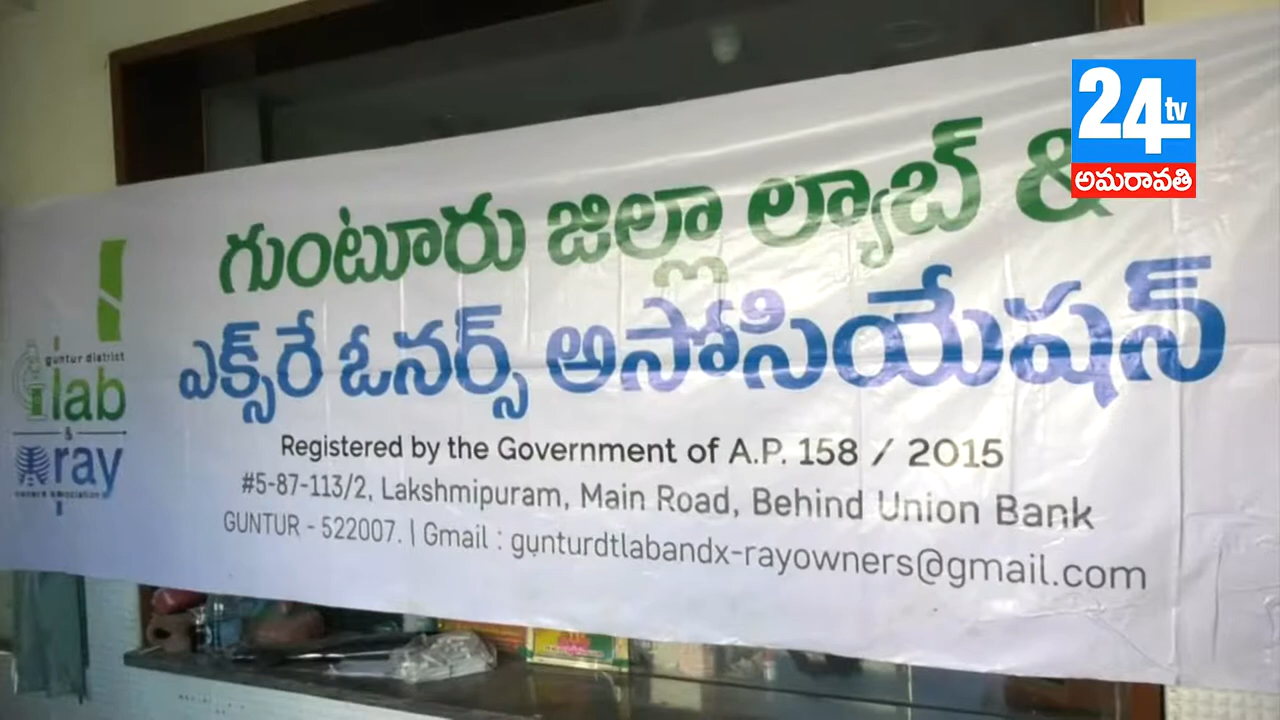 24tv
అమరావతి
గుంటూరు జిల్లా ల్యాబ్ &
ఎక్స్‌రే ఓనర్స్ అసోసియేషన్
guntur district
lab
&
xray
owners association
Registered by the Government of A.P. 158 / 2015
#5-87-113/2, Lakshmipuram, Main Road, Behind Union Bank
GUNTUR - 522007. | Gmail : gunturdtlabandx-rayowners@gmail.com